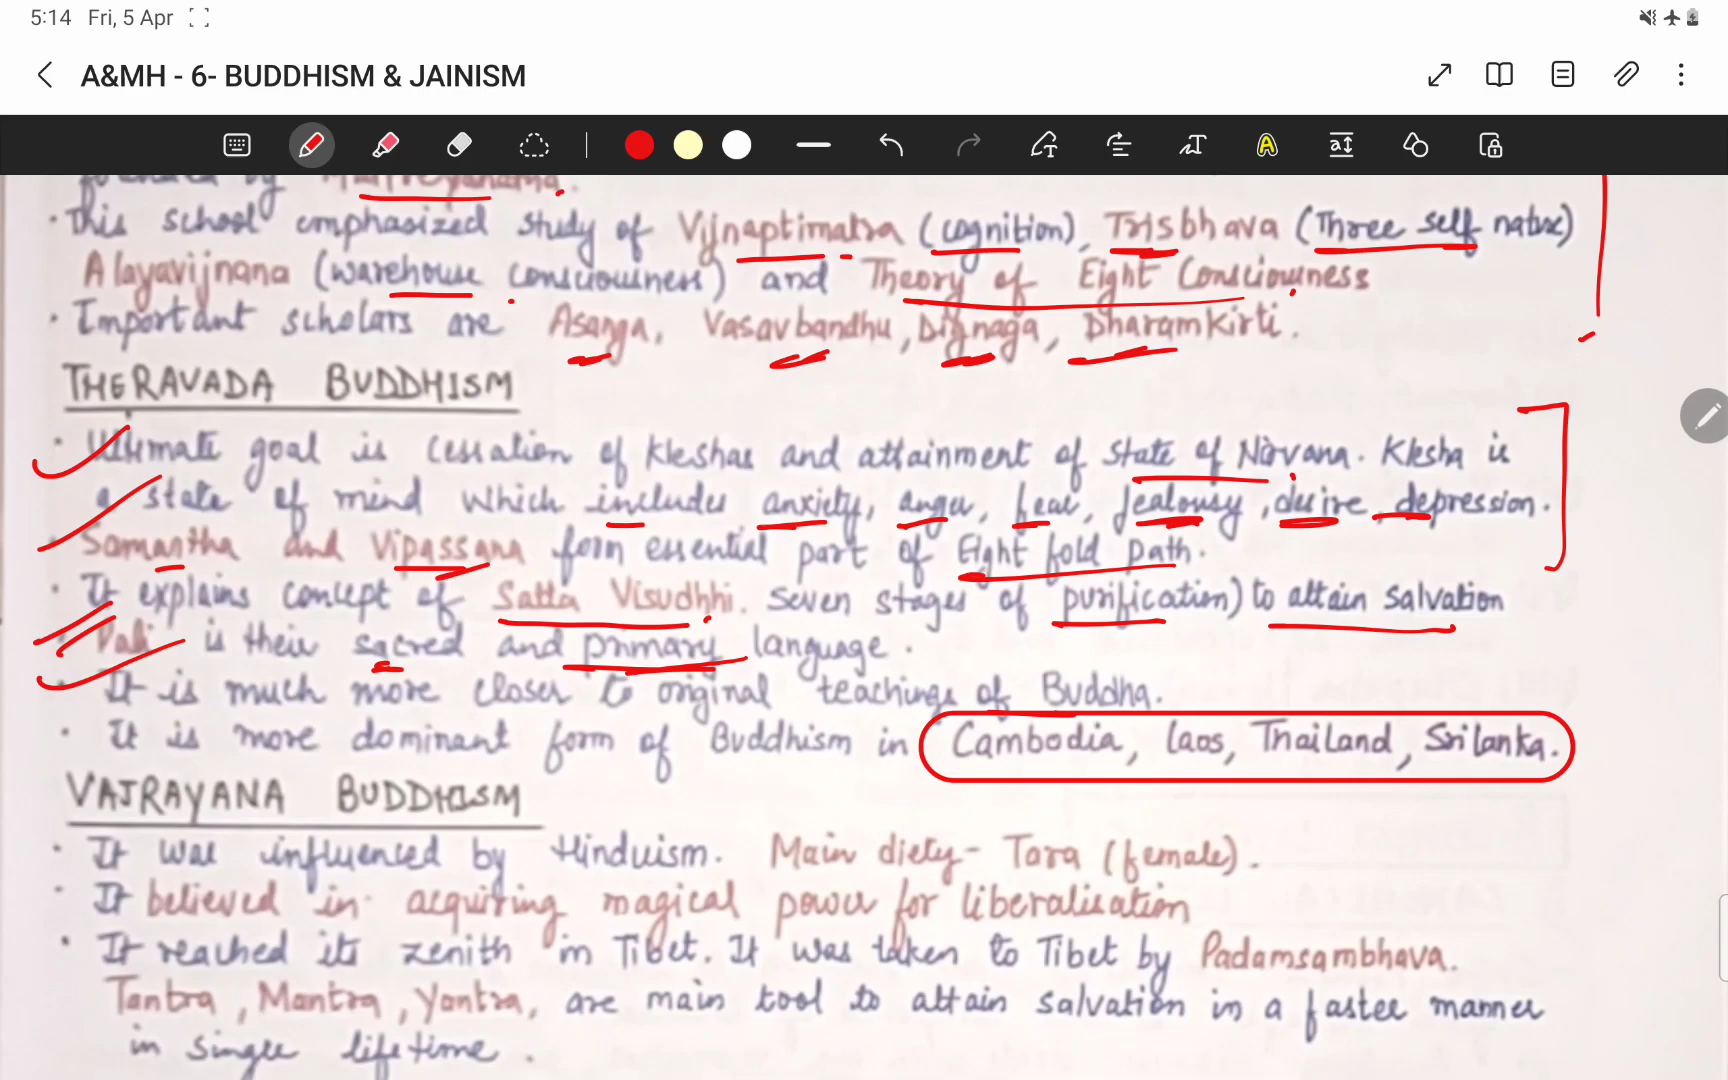 5:14 Fri, 5 Apr
A&MH - 6- BUDDHISM & JAINISM
founded by Maitreyanama.
· This school emphasized study of Vijnaptimatra (cognition), Trisbhava (Three self nature)
Alayavijnana (warehouse consciousness) and Theory of Eight Consciousness
· Important scholars are Asanga, Vasavbandhu, Dignaga, Dharamkirti.
THERAVADA BUDDHISM
· Ultimate goal is cessation of kleshas and attainment of state of Nirvana. Klesha is
a state of mind which includes anxiety, anger, fear, Jealousy, desire, depression.
Samantha and Vipassana form essential part of Eight fold path.
· It explains concept of Satta Visudhhi. Seven stages of purification) to attain salvation
· Pali is their sacred and primary language.
· It is much more closer to original teachings of Buddha.
· It is more dominant form of Buddhism in Cambodia, laos, Thailand, Srilanka.
VAJRAYANA BUDDHISM
· It was influenced by Hinduism. Main diety- Tara (female).
· It believed in acquiring magical power for liberalisation
· It reached its zenith in Tibet. It was taken to Tibet by Padamsambhava.
Tantra, Mantra, Yantra, are main tool to attain salvation in a faster manner
in single lifetime.